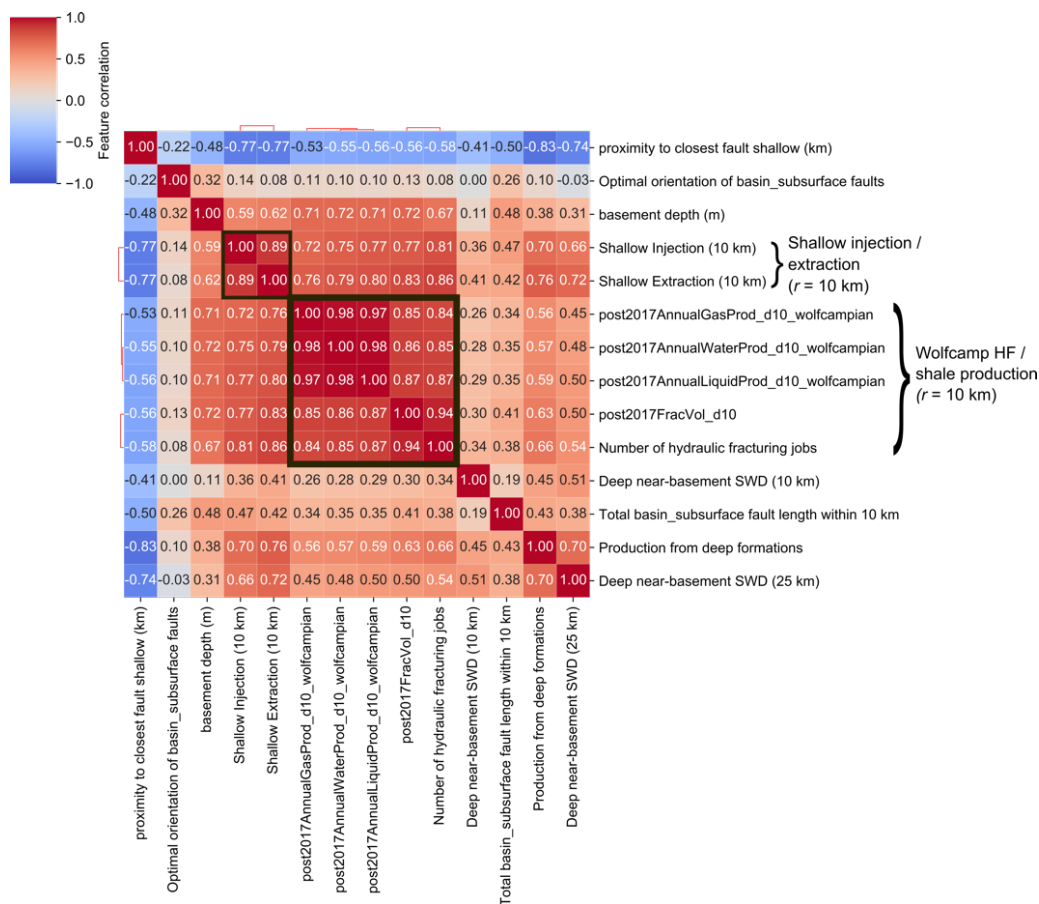 1.0
0.5
0.0
−0.5
−1.0
Feature correlation
1.00 -0.22 -0.48 -0.77 -0.77 -0.53 -0.55 -0.56 -0.56 -0.58 -0.41 -0.50 -0.83 -0.74 proximity to closest fault shallow (km)
-0.22 1.00 0.32 0.14 0.08 0.11 0.10 0.10 0.13 0.08 0.00 0.26 0.10 -0.03 Optimal orientation of basin_subsurface faults
-0.48 0.32 1.00 0.59 0.62 0.71 0.72 0.71 0.72 0.67 0.11 0.48 0.38 0.31 basement depth (m)
-0.77 0.14 0.59 1.00 0.89 0.72 0.75 0.77 0.77 0.81 0.36 0.47 0.70 0.66 Shallow Injection (10 km)
-0.77 0.08 0.62 0.89 1.00 0.76 0.79 0.80 0.83 0.86 0.41 0.42 0.76 0.72 Shallow Extraction (10 km)
-0.53 0.11 0.71 0.72 0.76 1.00 0.98 0.97 0.85 0.84 0.26 0.34 0.56 0.45 post2017AnnualGasProd_d10_wolfcampian
-0.55 0.10 0.72 0.75 0.79 0.98 1.00 0.98 0.86 0.85 0.28 0.35 0.57 0.48 post2017AnnualWaterProd_d10_wolfcampian
-0.56 0.10 0.71 0.77 0.80 0.97 0.98 1.00 0.87 0.87 0.29 0.35 0.59 0.50 post2017AnnualLiquidProd_d10_wolfcampian
-0.56 0.13 0.72 0.77 0.83 0.85 0.86 0.87 1.00 0.94 0.30 0.41 0.63 0.50 post2017FracVol_d10
-0.58 0.08 0.67 0.81 0.86 0.84 0.85 0.87 0.94 1.00 0.34 0.38 0.66 0.54 Number of hydraulic fracturing jobs
-0.41 0.00 0.11 0.36 0.41 0.26 0.28 0.29 0.30 0.34 1.00 0.19 0.45 0.51 Deep near-basement SWD (10 km)
-0.50 0.26 0.48 0.47 0.42 0.34 0.35 0.35 0.41 0.38 0.19 1.00 0.43 0.38 Total basin_subsurface fault length within 10 km
-0.83 0.10 0.38 0.70 0.76 0.56 0.57 0.59 0.63 0.66 0.45 0.43 1.00 0.70 Production from deep formations
-0.74 -0.03 0.31 0.66 0.72 0.45 0.48 0.50 0.50 0.54 0.51 0.38 0.70 1.00 Deep near-basement SWD (25 km)
Shallow injection /
extraction
(r = 10 km)
Wolfcamp HF /
shale production
(r = 10 km)
proximity to closest fault shallow (km)
Optimal orientation of basin_subsurface faults
basement depth (m)
Shallow Injection (10 km)
Shallow Extraction (10 km)
post2017AnnualGasProd_d10_wolfcampian
post2017AnnualWaterProd_d10_wolfcampian
post2017AnnualLiquidProd_d10_wolfcampian
post2017FracVol_d10
Number of hydraulic fracturing jobs
Deep near-basement SWD (10 km)
Total basin_subsurface fault length within 10 km
Production from deep formations
Deep near-basement SWD (25 km)